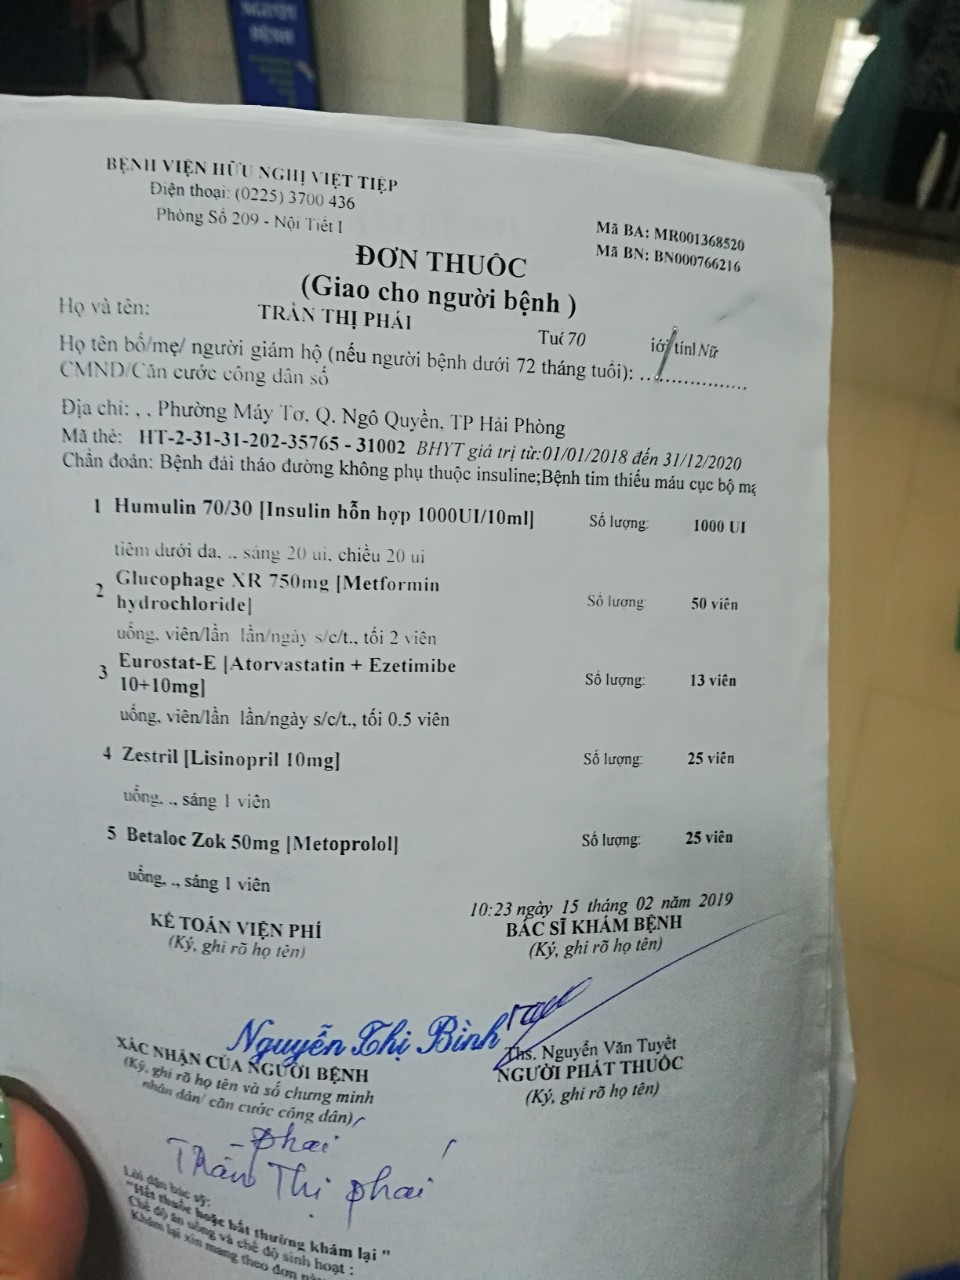 NGƯỜI
BỆNH
BỆNH VIỆN HỮU NGHỊ VIỆT TIỆP
Điện thoại: (0225) 3700 436
Phòng Số 209 - Nội Tiết I
Mã BA: MR001368520
Mã BN: BN000766216
ĐƠN THUỐC
(Giao cho người bệnh )
Họ và tên: TRẦN THỊ PHÁI Tuổ 70 iới tính Nữ
Họ tên bố/mẹ/ người giám hộ (nếu người bệnh dưới 72 tháng tuổi): ..................
CMND/Căn cước công dân số
Địa chỉ: , , Phường Máy Tơ, Q. Ngô Quyền, TP Hải Phòng
Mã thẻ: HT-2-31-31-202-35765 - 31002 BHYT giá trị từ:01/01/2018 đến 31/12/2020
Chẩn đoán: Bệnh đái tháo đường không phụ thuộc insuline;Bệnh tim thiếu máu cục bộ mạ
1 Humulin 70/30 [Insulin hỗn hợp 1000UI/10ml] Số lượng: 1000 UI
tiêm dưới da, ., sáng 20 ui, chiều 20 ui
2 Glucophage XR 750mg [Metformin hydrochloride] Số lượng: 50 viên
uống, viên/lần lần/ngày s/c/t., tối 2 viên
3 Eurostat-E [Atorvastatin + Ezetimibe 10+10mg] Số lượng: 13 viên
uống, viên/lần lần/ngày s/c/t., tối 0.5 viên
4 Zestril [Lisinopril 10mg] Số lượng: 25 viên
uống, ., sáng 1 viên
5 Betaloc Zok 50mg [Metoprolol] Số lượng: 25 viên
uống, ., sáng 1 viên
10:23 ngày 15 tháng 02 năm 2019
KẾ TOÁN VIỆN PHÍ BÁC SĨ KHÁM BỆNH
(Ký, ghi rõ họ tên) (Ký, ghi rõ họ tên)
Nguyễn Thị Bình
Ths. Nguyễn Văn Tuyết
XÁC NHẬN CỦA NGƯỜI BỆNH NGƯỜI PHÁT THUỐC
(Ký, ghi rõ họ tên và số chưng minh (Ký, ghi rõ họ tên)
nhân dân/ căn cước công dân)
Phai
Trần Thị Phai
Lời dặn bác sỹ:
"Hết thuốc hoặc bất thường khám lại "
Chế độ ăn uống và chế độ sinh hoạt :
Khám lại xin mang theo đơn này